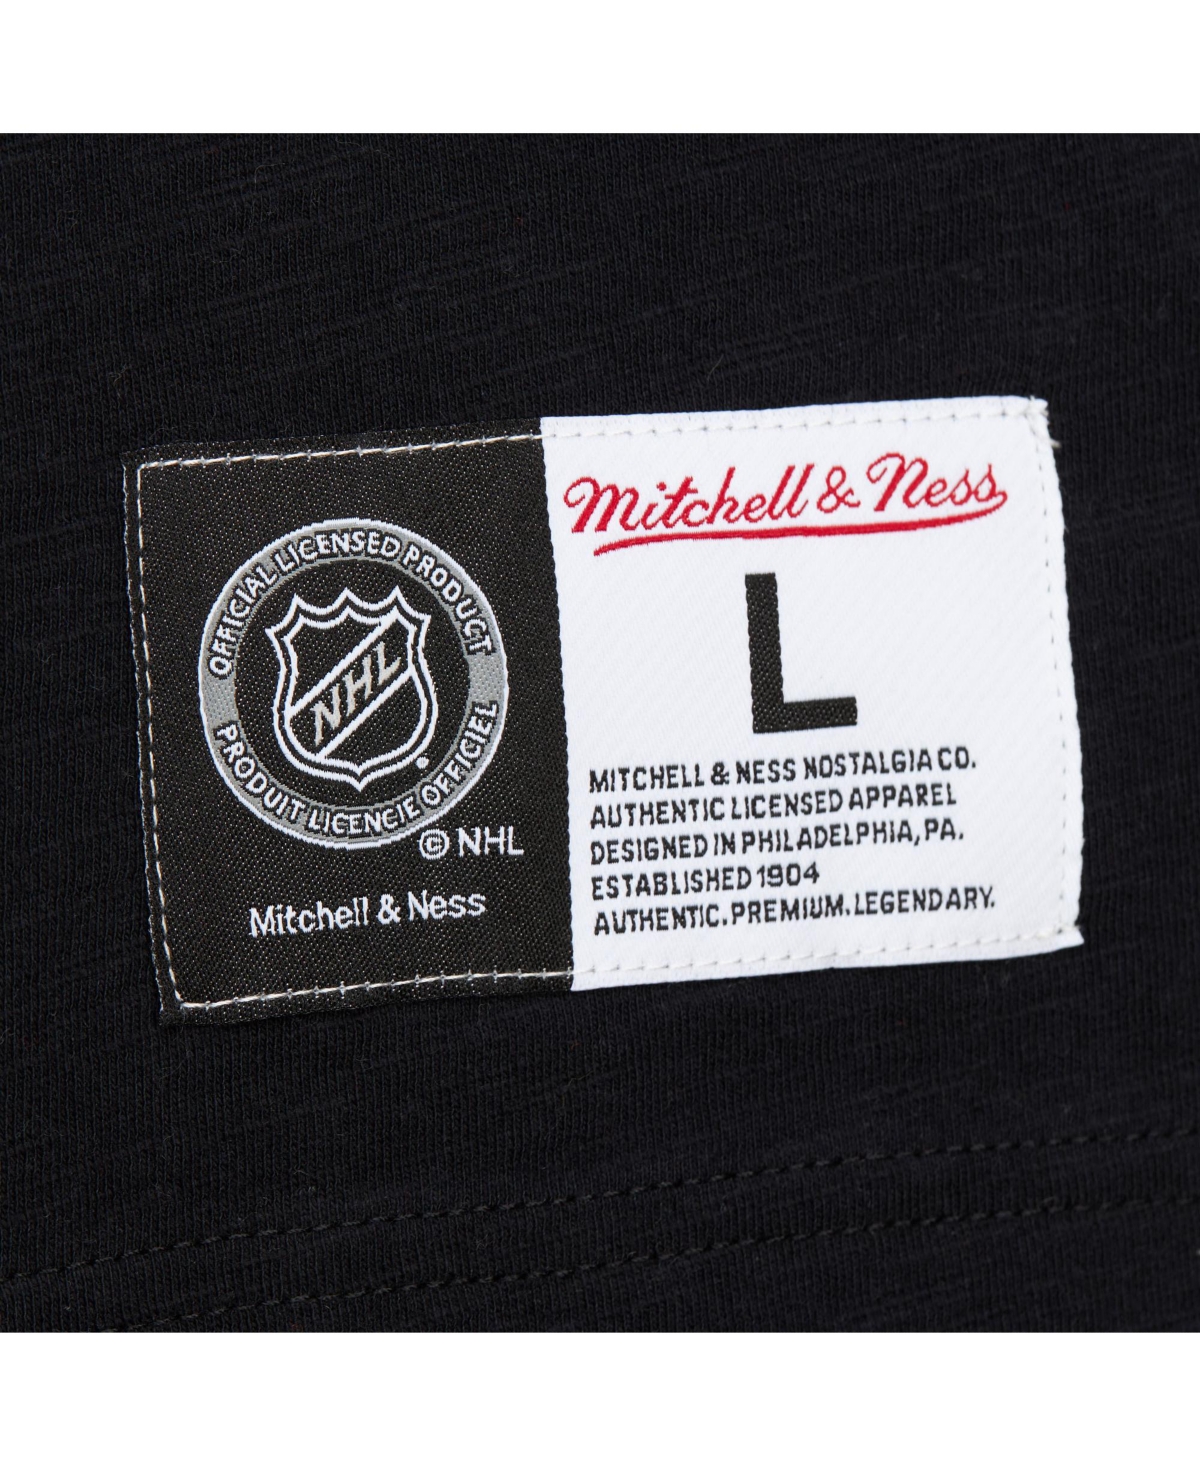 OFFICIAL LICENSED PRODUCT
NHL
PRODUIT LICENCIE OFFICIEL
© NHL
Mitchell & Ness
Mitchell & Ness
L
MITCHELL & NESS NOSTALGIA CO.
AUTHENTIC LICENSED APPAREL
DESIGNED IN PHILADELPHIA, PA.
ESTABLISHED 1904
AUTHENTIC. PREMIUM. LEGENDARY.